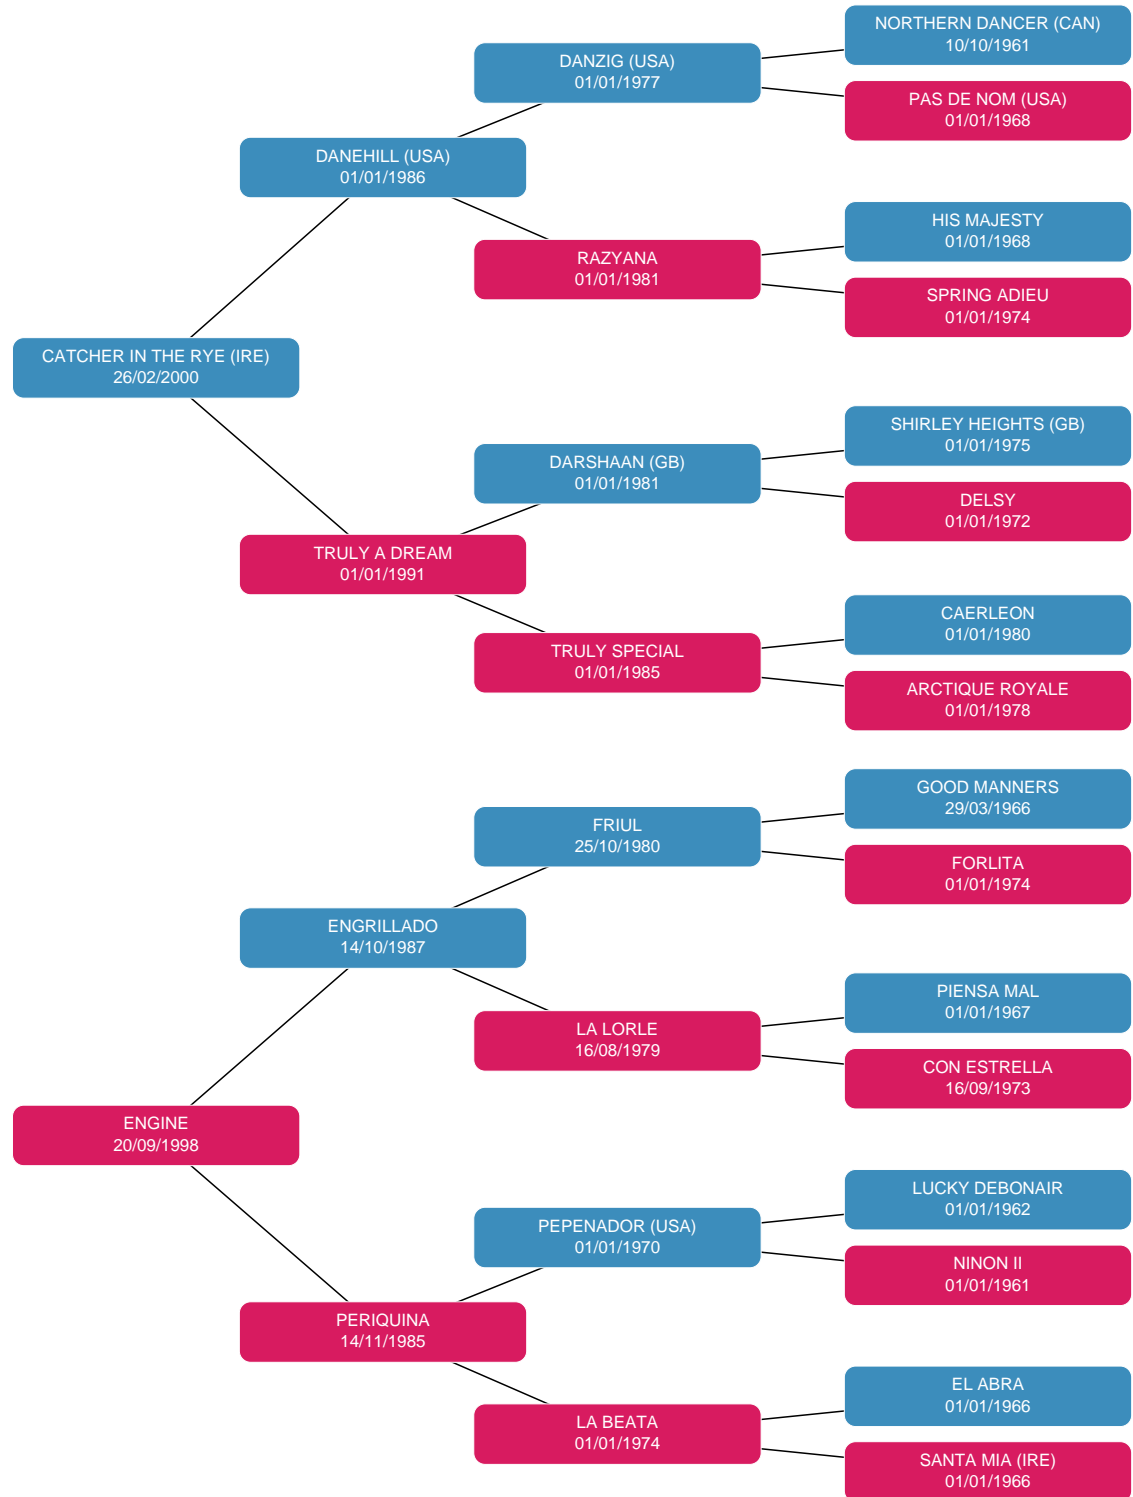 NORTHERN DANCER (CAN)
10/10/1961
DANZIG (USA)
01/01/1977
PAS DE NOM (USA)
01/01/1968
DANEHILL (USA)
01/01/1986
HIS MAJESTY
01/01/1968
RAZYANA
01/01/1981
SPRING ADIEU
01/01/1974
CATCHER IN THE RYE (IRE)
26/02/2000
SHIRLEY HEIGHTS (GB)
01/01/1975
DARSHAAN (GB)
01/01/1981
DELSY
01/01/1972
TRULY A DREAM
01/01/1991
CAERLEON
01/01/1980
TRULY SPECIAL
01/01/1985
ARCTIQUE ROYALE
01/01/1978
GOOD MANNERS
29/03/1966
FRIUL
25/10/1980
FORLITA
01/01/1974
ENGRILLADO
14/10/1987
PIENSA MAL
01/01/1967
LA LORLE
16/08/1979
CON ESTRELLA
16/09/1973
ENGINE
20/09/1998
LUCKY DEBONAIR
01/01/1962
PEPENADOR (USA)
01/01/1970
NINON II
01/01/1961
PERIQUINA
14/11/1985
EL ABRA
01/01/1966
LA BEATA
01/01/1974
SANTA MIA (IRE)
01/01/1966